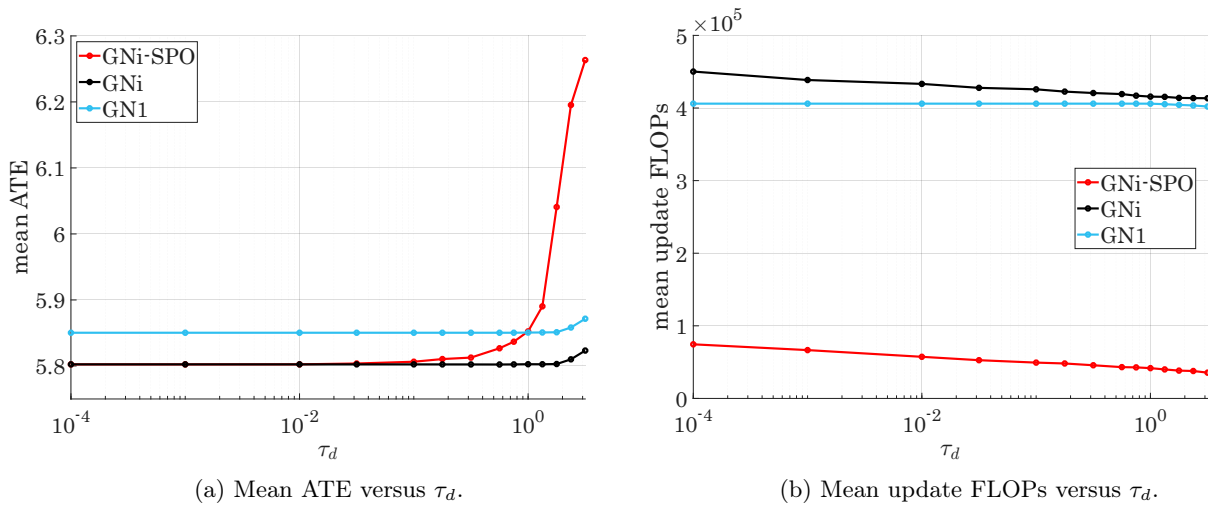 6.3
6.2
6.1
6
5.9
5.8
mean ATE
GNi-SPO
GNi
GN1
10^-4
10^-2
10^0
τ_d
(a) Mean ATE versus τ_d.
×10^5
5
4
3
2
1
0
mean update FLOPs
GNi-SPO
GNi
GN1
10^-4
10^-2
10^0
τ_d
(b) Mean update FLOPs versus τ_d.